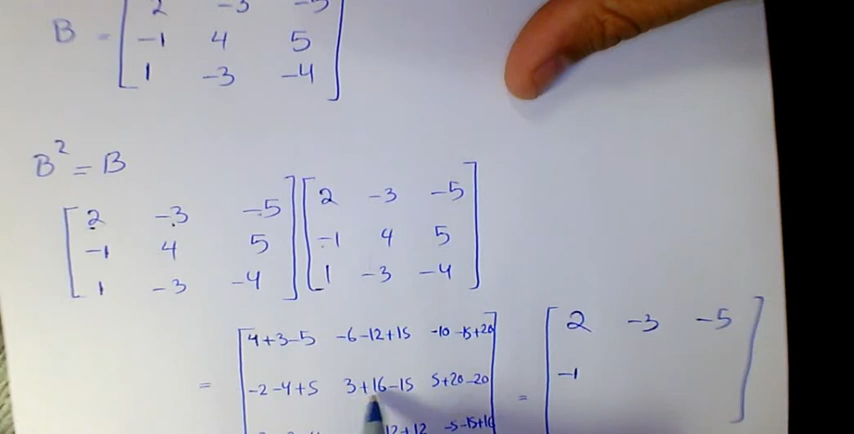 2 -3 -5
B = -1 4 5
1 -3 -4
B² = B
2 -3 -5 2 -3 -5
-1 4 5 -1 4 5
1 -3 -4 1 -3 -4
4+3-5 -6-12+15 -10-15+20 2 -3 -5
= -2-4+5 3+16-15 5+20-20 = -1
12+12 -5-15+16